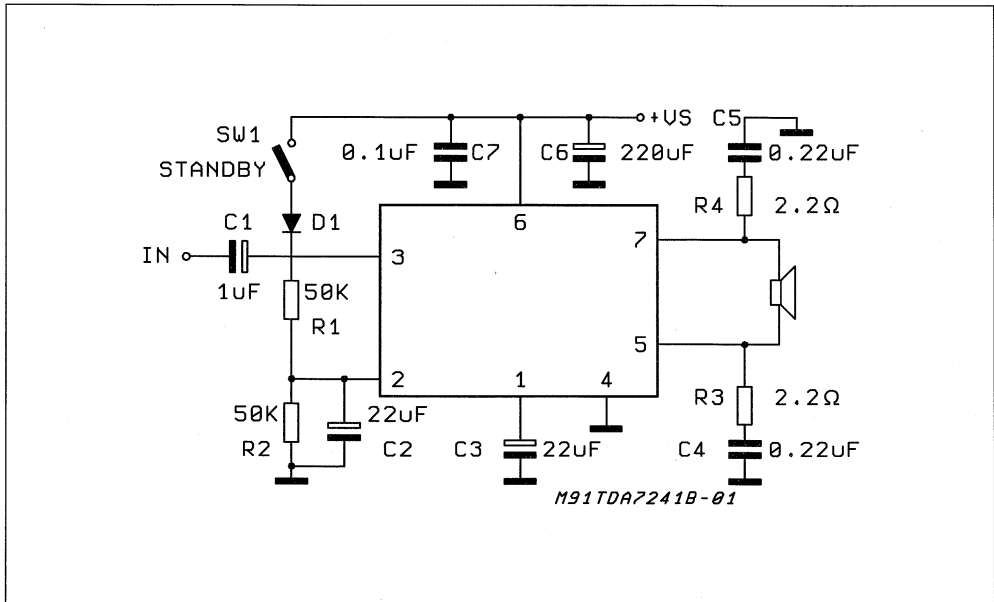 +VS
C5
SW1
STANDBY
0.1uF
C7
C6
220uF
0.22uF
R4
2.2Ω
C1
D1
6
7
IN
3
1uF
50K
R1
5
2
1
4
R3
2.2Ω
50K
22uF
R2
C2
C3
22uF
C4
0.22uF
M91TDA7241B-01